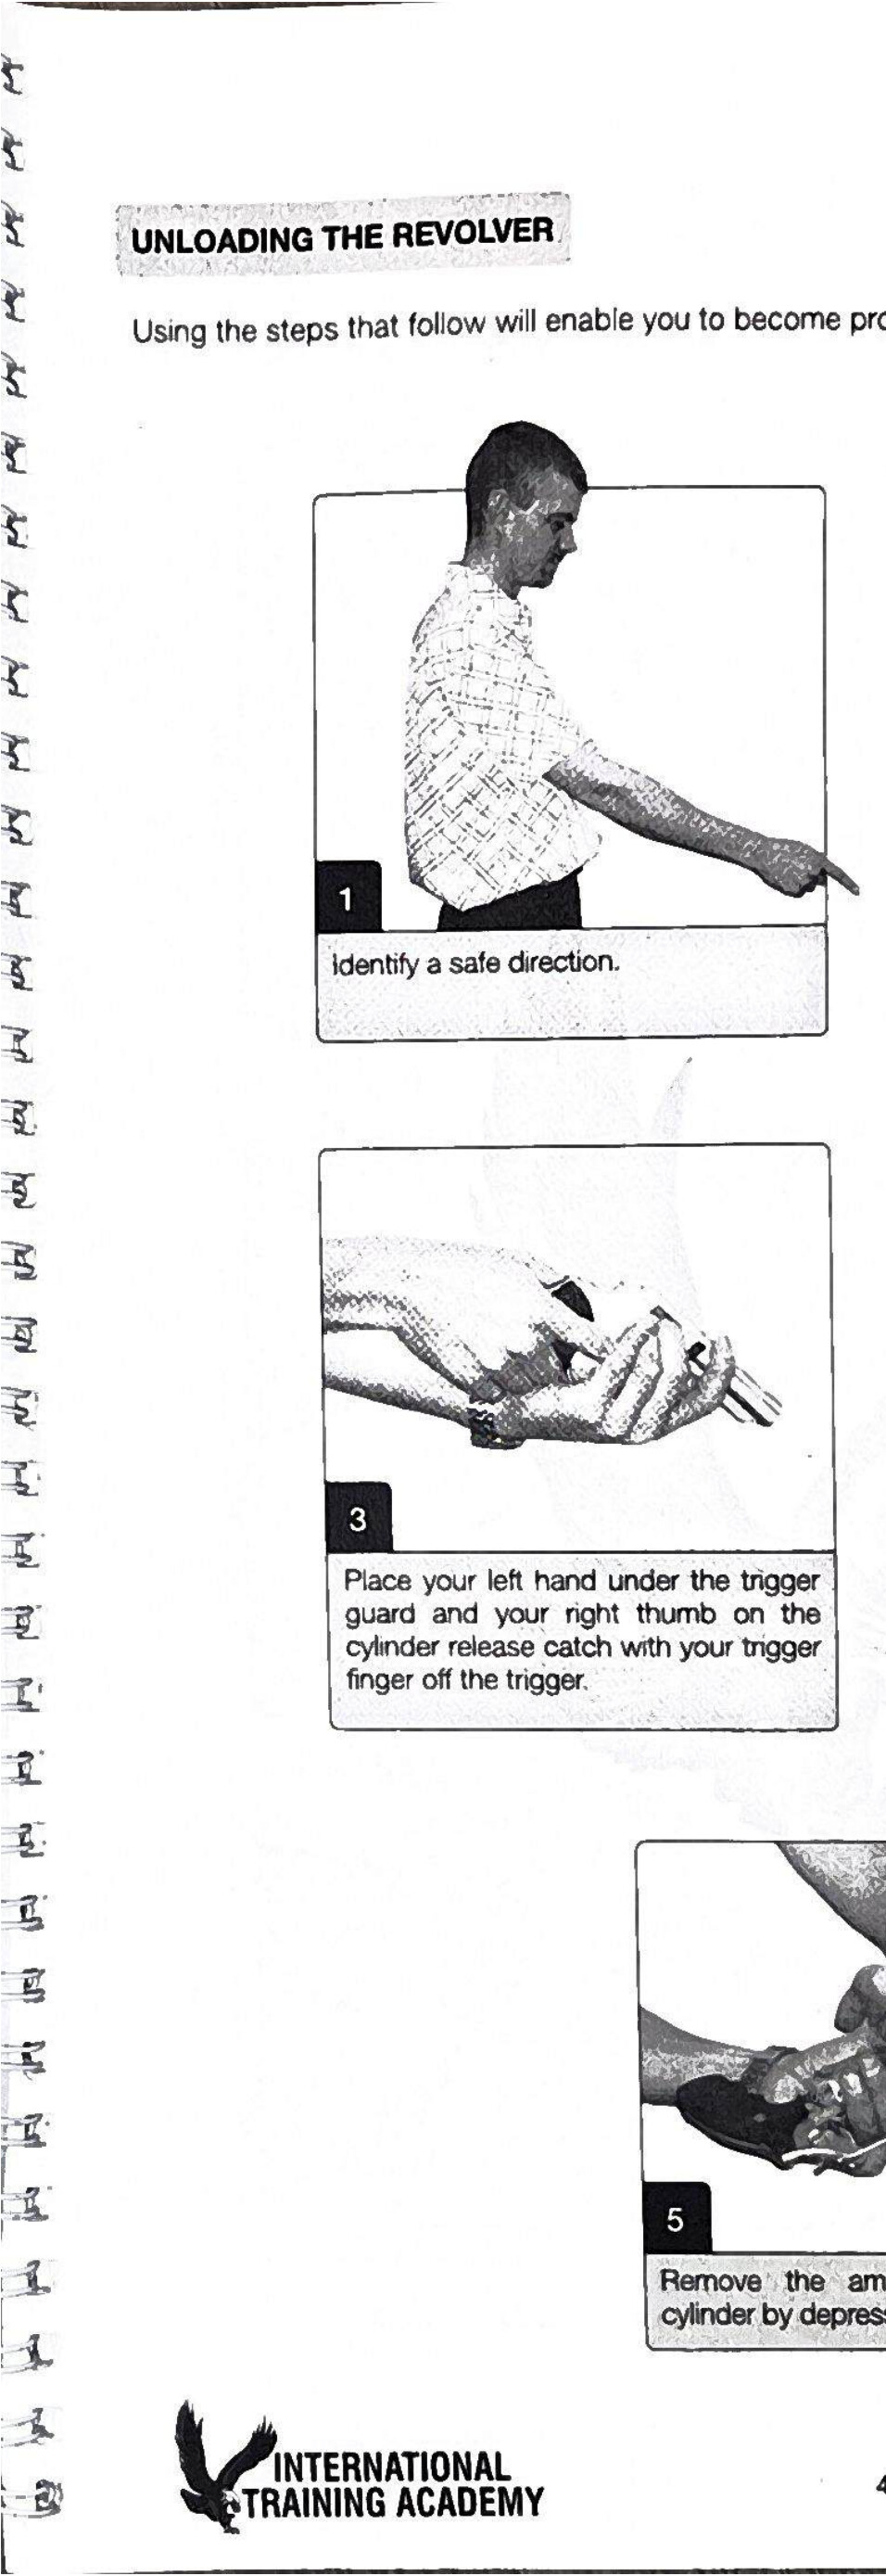 UNLOADING THE REVOLVER
Using the steps that follow will enable you to become
1
Identify a safe direction.
3
Place your left hand under the trigger
guard and your right thumb on the
cylinder release catch with your trigger
finger off the trigger.
5
Remove the
cylinder by
INTERNATIONAL
TRAINING ACADEMY